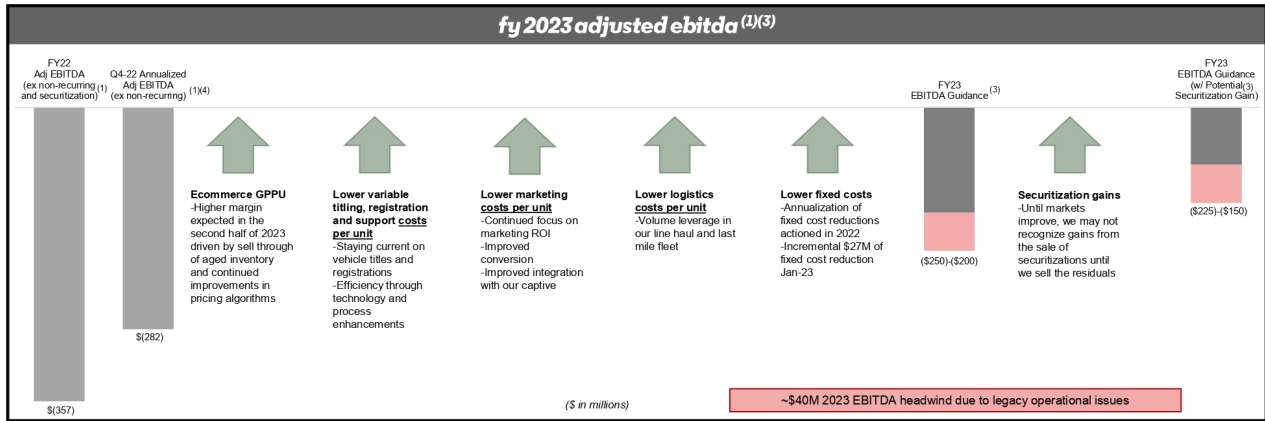 fy 2023 adjusted ebitda (1)(3)
FY22
Adj EBITDA
(ex non-recurring
and securitization) (1)
Q4-22 Annualized
Adj EBITDA
(ex non-recurring) (1)(4)
Ecommerce GPPU
-Higher margin
expected in the
second half of 2023
driven by sell through
of aged inventory
and continued
improvements in
pricing algorithms
Lower variable
titling, registration
and support costs
per unit
-Staying current on
vehicle titles and
registrations
-Efficiency through
technology and
process
enhancements
Lower marketing
costs per unit
-Continued focus on
marketing ROI
-Improved
conversion
-Improved integration
with our captive
Lower logistics
costs per unit
-Volume leverage in
our line haul and last
mile fleet
Lower fixed costs
-Annualization of
fixed cost reductions
actioned in 2022
-Incremental $27M of
fixed cost reduction
Jan-23
FY23
EBITDA Guidance (3)
($250)-($200)
Securitization gains
-Until markets
improve, we may not
recognize gains from
the sale of
securitizations until
we sell the residuals
FY23
EBITDA Guidance
(w/ Potential (3)
Securitization Gain)
($225)-($150)
$(282)
$(357)
($ in millions)
~$40M 2023 EBITDA headwind due to legacy operational issues